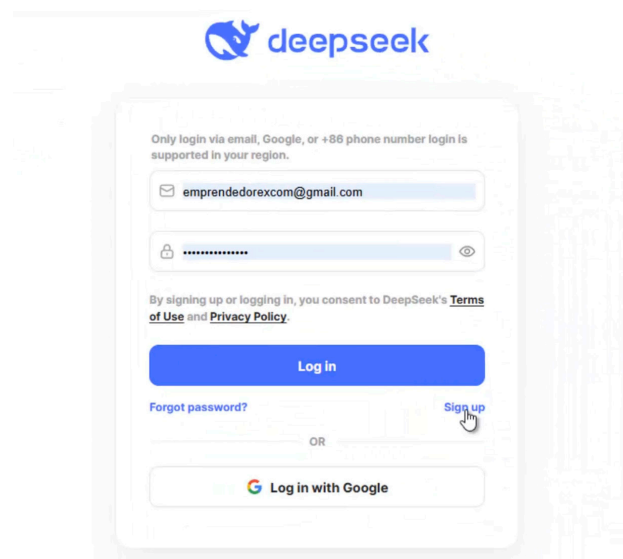 deepseek
Only login via email, Google, or +86 phone number login is
supported in your region.
emprendedorexcom@gmail.com
•••••••••••••••
By signing up or logging in, you consent to DeepSeek's Terms
of Use and Privacy Policy.
Log in
Forgot password? Sign up
OR
Log in with Google